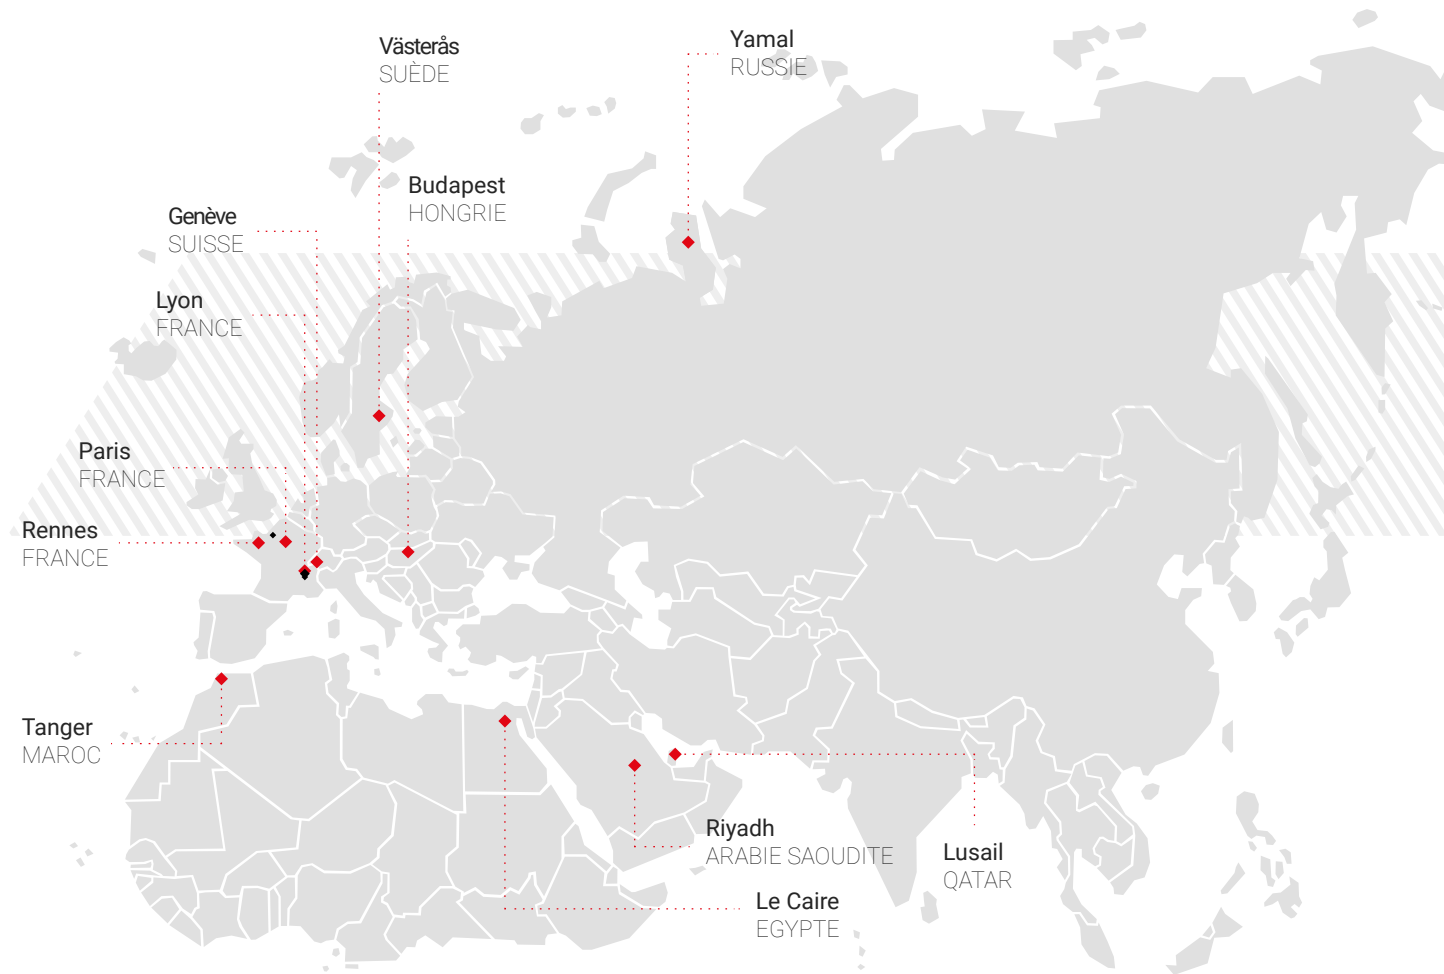 Yamal
RUSSIE
Västerås
SUÈDE
Budapest
HONGRIE
Genève
SUISSE
Lyon
FRANCE
Paris
FRANCE
Rennes
FRANCE
Tanger
MAROC
Riyadh
ARABIE SAOUDITE
Lusail
QATAR
Le Caire
EGYPTE